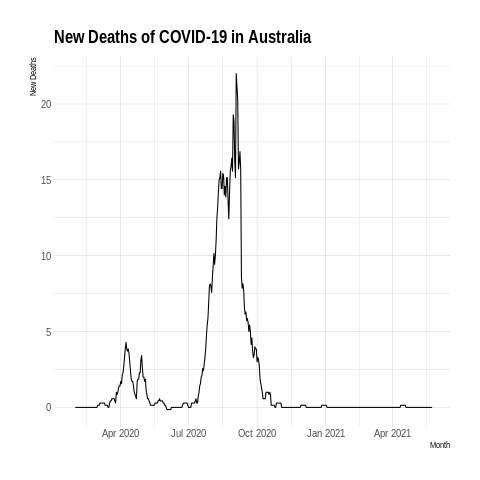 New Deaths of COVID-19 in Australia
New Deaths
20
15
10
5
0
Apr 2020
Jul 2020
Oct 2020
Jan 2021
Apr 2021
Month